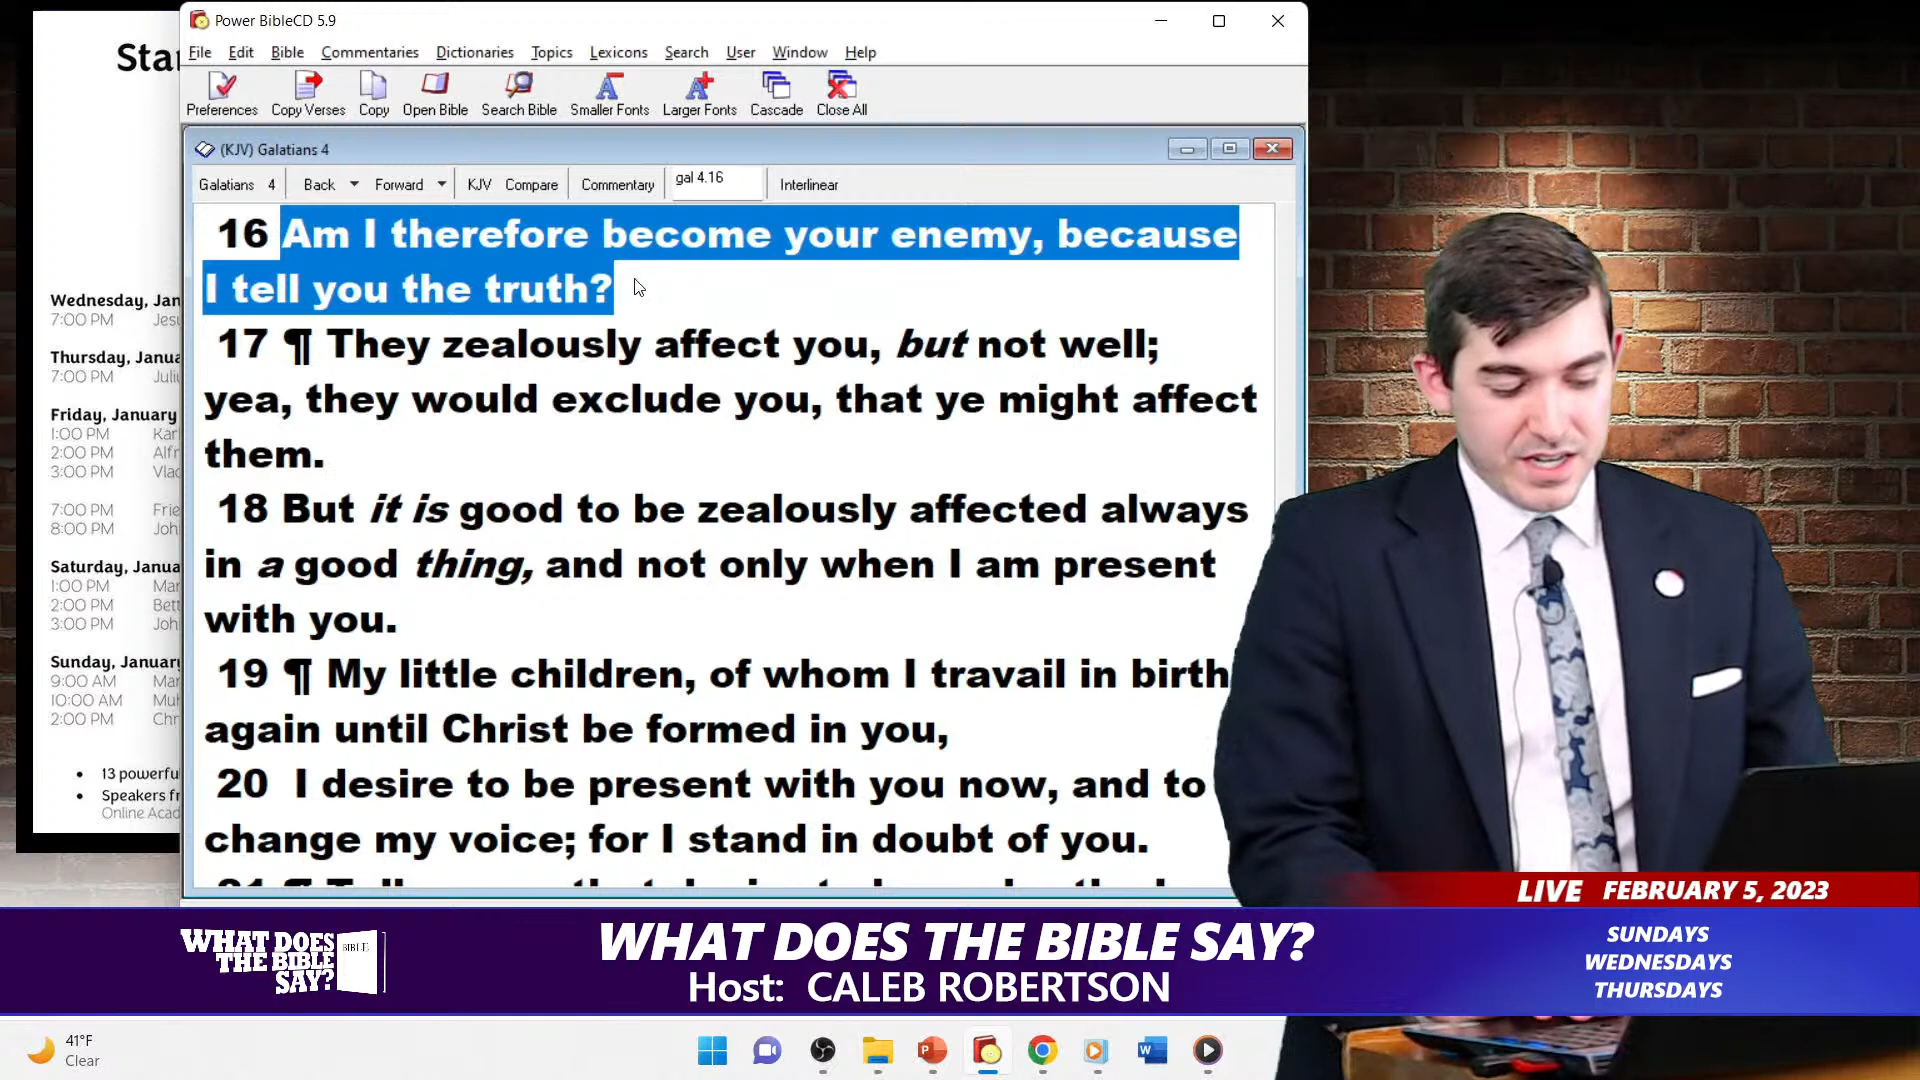 Power BibleCD 5.9
File Edit Bible Commentaries Dictionaries Topics Lexicons Search User Window Help
Preferences Copy Verses Copy Open Bible Search Bible Smaller Fonts Larger Fonts Cascade Close All
(KJV) Galatians 4
Galatians 4 Back Forward KJV Compare Commentary gal 4.16 Interlinear
16 Am I therefore become your enemy, because
I tell you the truth?
17 ¶ They zealously affect you, but not well;
yea, they would exclude you, that ye might affect
them.
18 But it is good to be zealously affected always
in a good thing, and not only when I am present
with you.
19 ¶ My little children, of whom I travail in birth
again until Christ be formed in you,
20 I desire to be present with you now, and to
change my voice; for I stand in doubt of you.
Wednesday,
7:00 PM
Thursday,
7:00 PM
Friday, January
1:00 PM
2:00 PM
3:00 PM
7:00 PM
8:00 PM
Saturday,
1:00 PM
2:00 PM
3:00 PM
Sunday, January
9:00 AM
10:00 AM
2:00 PM
• 13
• Speakers
Online
LIVE FEBRUARY 5, 2023
WHAT DOES
THE BIBLE
SAY?
BIBLE
WHAT DOES THE BIBLE SAY?
Host: CALEB ROBERTSON
SUNDAYS
WEDNESDAYS
THURSDAYS
41°F
Clear